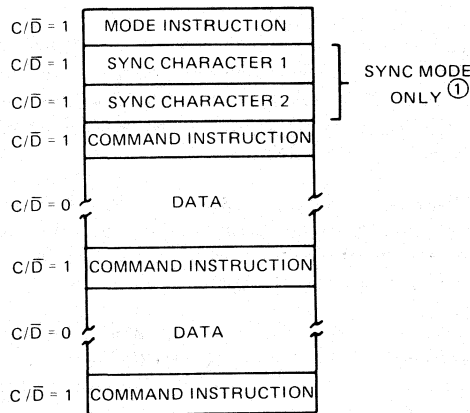 C/D̅ = 1 MODE INSTRUCTION
C/D̅ = 1 SYNC CHARACTER 1
C/D̅ = 1 SYNC CHARACTER 2
SYNC MODE
ONLY ①
C/D̅ = 1 COMMAND INSTRUCTION
C/D̅ = 0 DATA
C/D̅ = 1 COMMAND INSTRUCTION
C/D̅ = 0 DATA
C/D̅ = 1 COMMAND INSTRUCTION